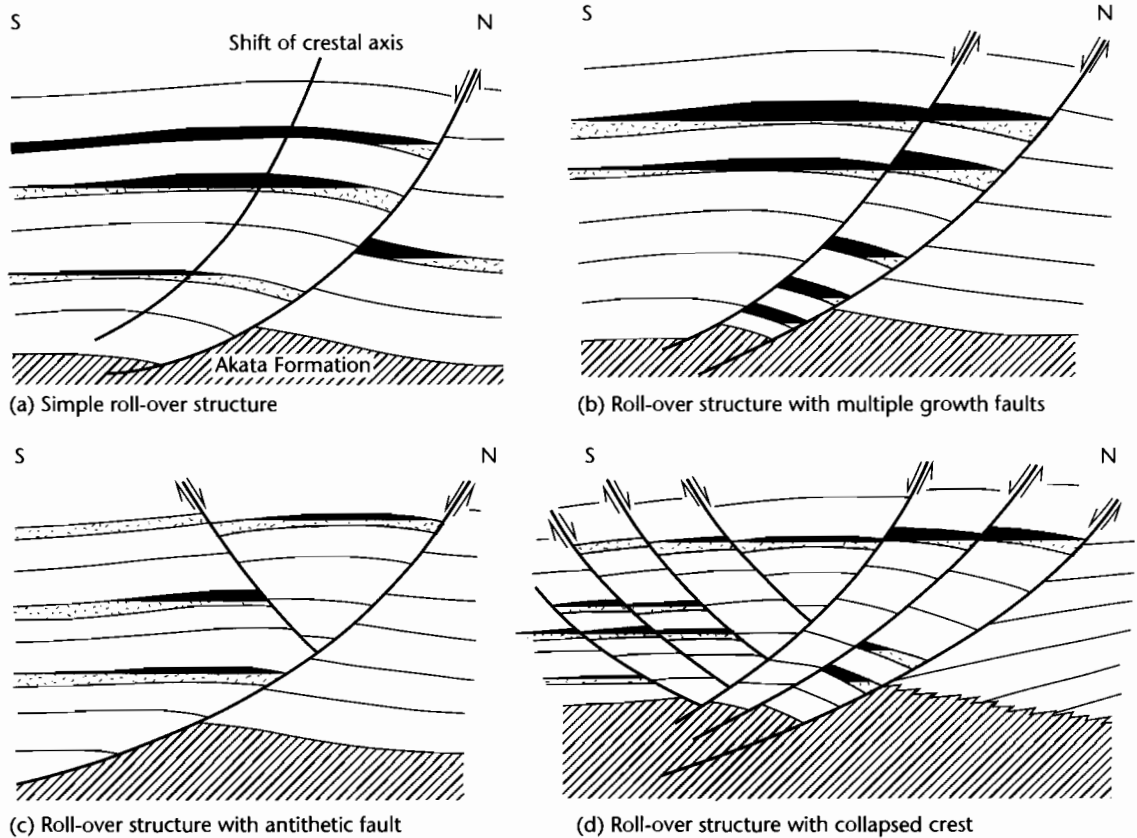 S
N
Shift of crestal axis
Akata Formation
(a) Simple roll-over structure
S
N
(b) Roll-over structure with multiple growth faults
S
N
(c) Roll-over structure with antithetic fault
S
N
(d) Roll-over structure with collapsed crest